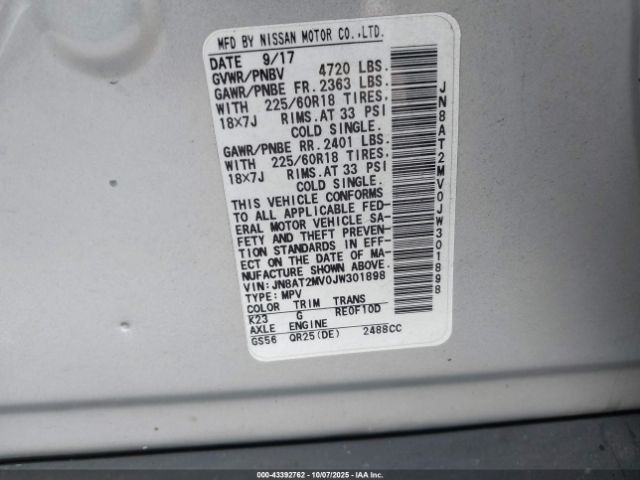 MFD BY NISSAN MOTOR CO.,LTD.
DATE 9/17
GVWR/PNBV 4720 LBS.
GAWR/PNBE FR. 2363 LBS.
WITH 225/60R18 TIRES,
18X7J RIMS.AT 33 PSI
COLD SINGLE.
GAWR/PNBE RR. 2401 LBS.
WITH 225/60R18 TIRES,
18X7J RIMS.AT 33 PSI
COLD SINGLE.
THIS VEHICLE CONFORMS
TO ALL APPLICABLE FED-
ERAL MOTOR VEHICLE SA-
FETY AND THEFT PREVEN-
TION STANDARDS IN EFF-
ECT ON THE DATE OF MA-
NUFACTURE SHOWN ABOVE.
VIN: JN8AT2MV0JW301898
TYPE: MPV
COLOR TRIM TRANS
K23 G RE0F10D
AXLE ENGINE
GS56 QR25(DE) 2488CC
JN8AT2MV0JW301898
000-43392762 10/07/2025 iaai.com